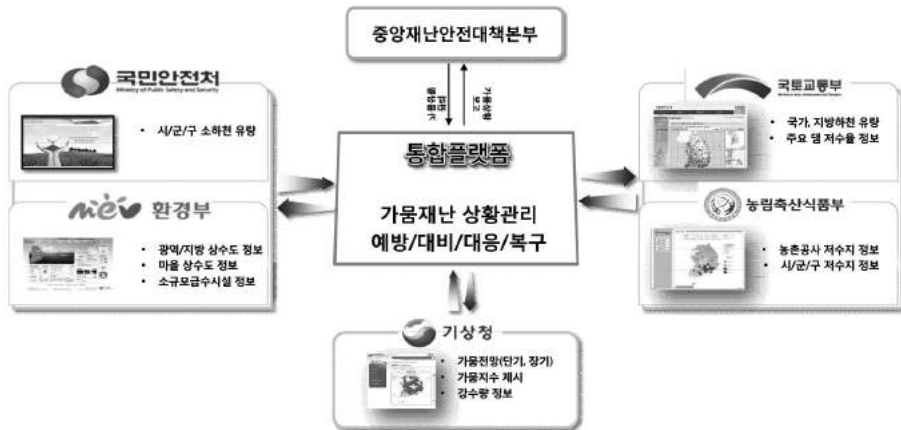 중앙재난안전대책본부
가뭄상황
보고
국민안전처
Ministry of Public Safety and Security
• 시/군/구 소하천 유량
환경부
• 광역/지방 상수도 정보
• 마을 상수도 정보
• 소규모급수시설 정보
통합플랫폼
가뭄재난 상황관리
예방/대비/대응/복구
국토교통부
• 국가, 지방하천 유량
• 주요 댐 저수율 정보
농림축산식품부
• 농촌공사 저수지 정보
• 시/군/구 저수지 정보
기상청
• 가뭄전망(단기, 장기)
• 가뭄지수 제시
• 강수량 정보